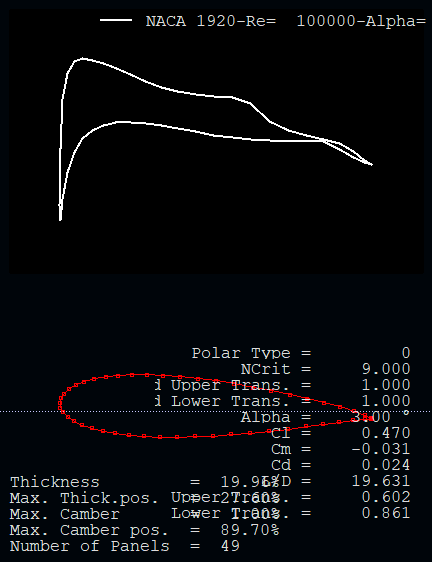 NACA 1920-Re= 100000-Alpha=
Polar Type = 0
NCrit = 9.000
i Upper Trans. = 1.000
i Lower Trans. = 1.000
Alpha = 3.00 °
Cl = 0.470
Cm = -0.031
Cd = 0.024
L/D = 19.631
Upper Trans. = 0.602
Lower Trans. = 0.861
Thickness = 19.96%
Max. Thick.pos. = 27.60%
Max. Camber =
Max. Camber pos. = 89.70%
Number of Panels = 49